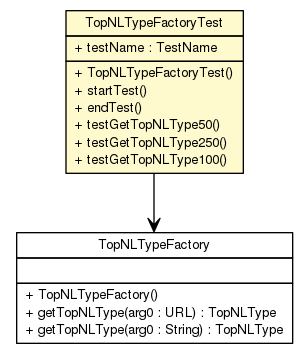 TopNLTypeFactoryTest
+ testName : TestName
+ TopNLTypeFactoryTest()
+ startTest()
+ endTest()
+ testGetTopNLType50()
+ testGetTopNLType250()
+ testGetTopNLType100()
TopNLTypeFactory
+ TopNLTypeFactory()
+ getTopNLType(arg0 : URL) : TopNLType
+ getTopNLType(arg0 : String) : TopNLType